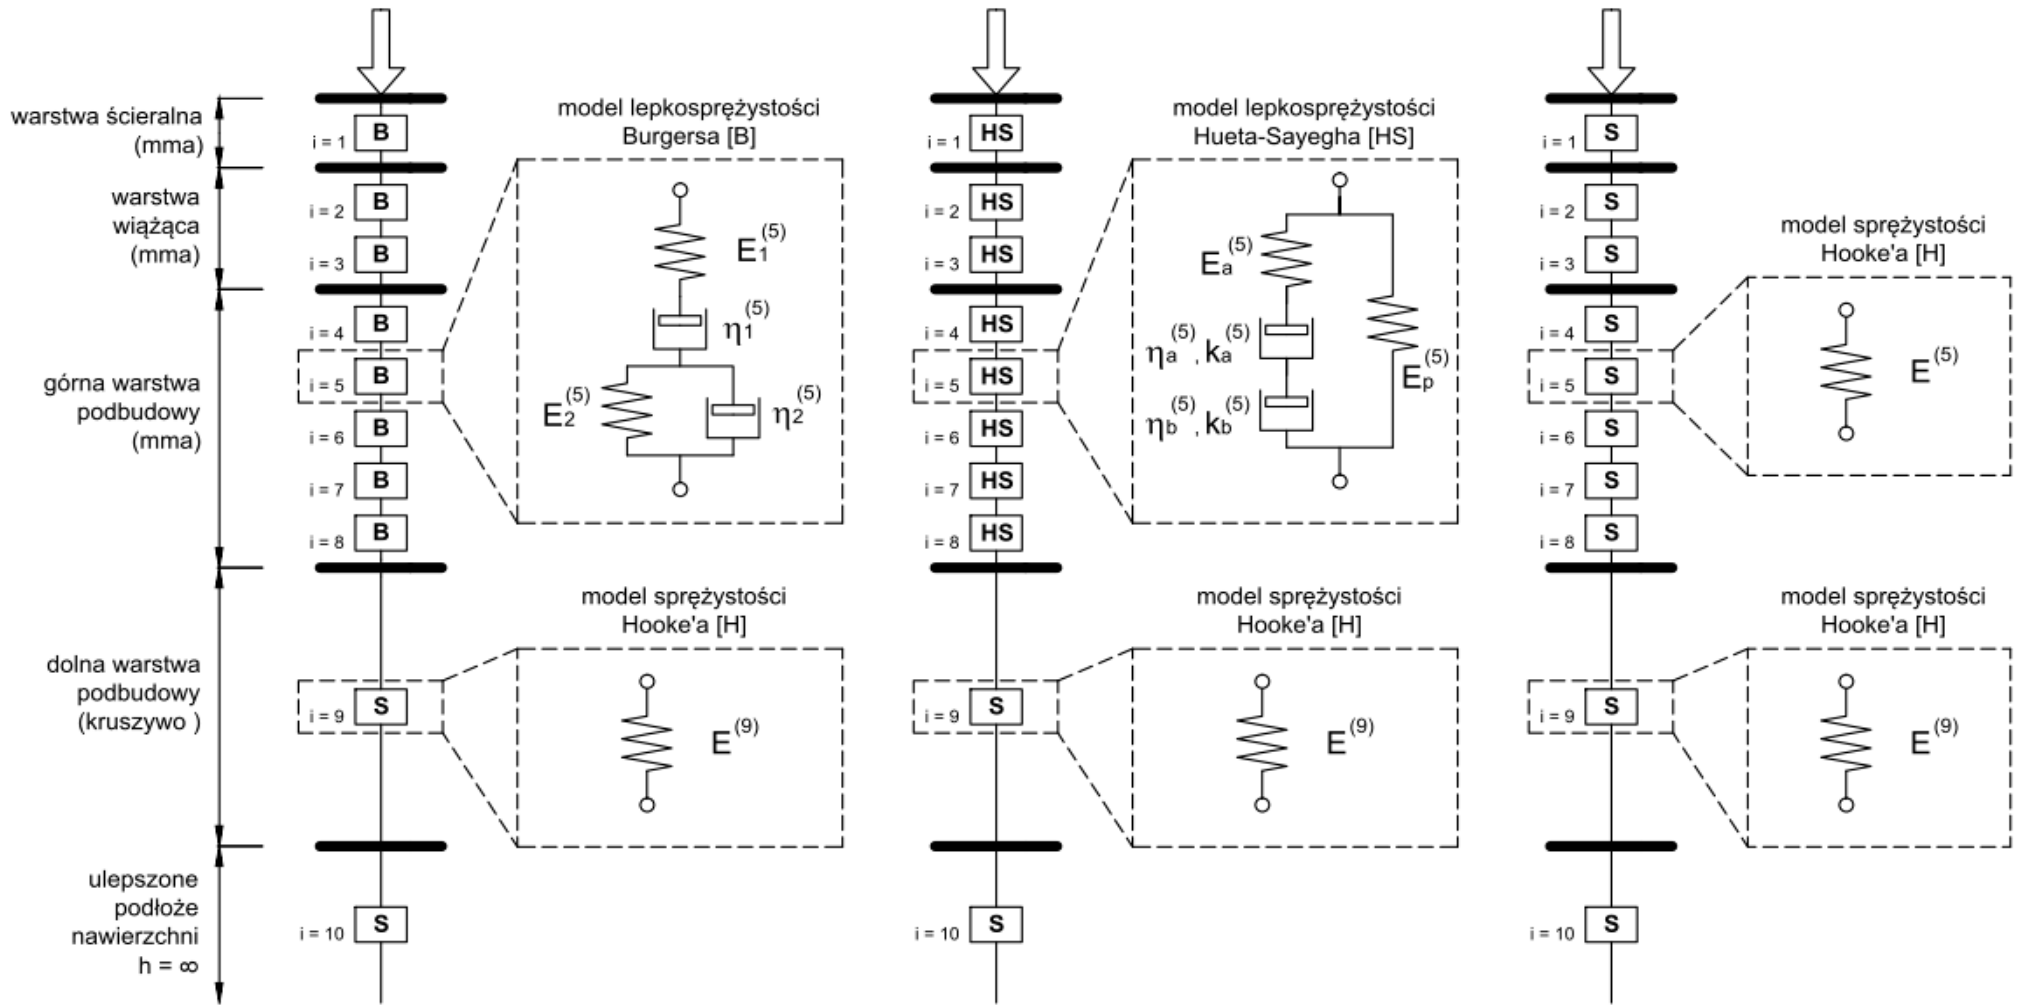 warstwa ścieralna
(mma)
warstwa
wiążąca
(mma)
górna warstwa
podbudowy
(mma)
dolna warstwa
podbudowy
(kruszywo )
ulepszone
podłoże
nawierzchni
h = ∞
i = 1 B
i = 2 B
i = 3 B
i = 4 B
i = 5 B
i = 6 B
i = 7 B
i = 8 B
i = 9 S
i = 10 S
model lepkosprężystości
Burgersa [B]
E1(5)
η1(5)
E2(5) η2(5)
model sprężystości
Hooke'a [H]
E(9)
i = 1 HS
i = 2 HS
i = 3 HS
i = 4 HS
i = 5 HS
i = 6 HS
i = 7 HS
i = 8 HS
i = 9 S
i = 10 S
model lepkosprężystości
Hueta-Sayegha [HS]
Ea(5)
ηa(5), ka(5)
Ep(5)
ηb(5), kb(5)
model sprężystości
Hooke'a [H]
E(9)
i = 1 S
i = 2 S
i = 3 S
i = 4 S
i = 5 S
i = 6 S
i = 7 S
i = 8 S
i = 9 S
i = 10 S
model sprężystości
Hooke'a [H]
E(5)
model sprężystości
Hooke'a [H]
E(9)